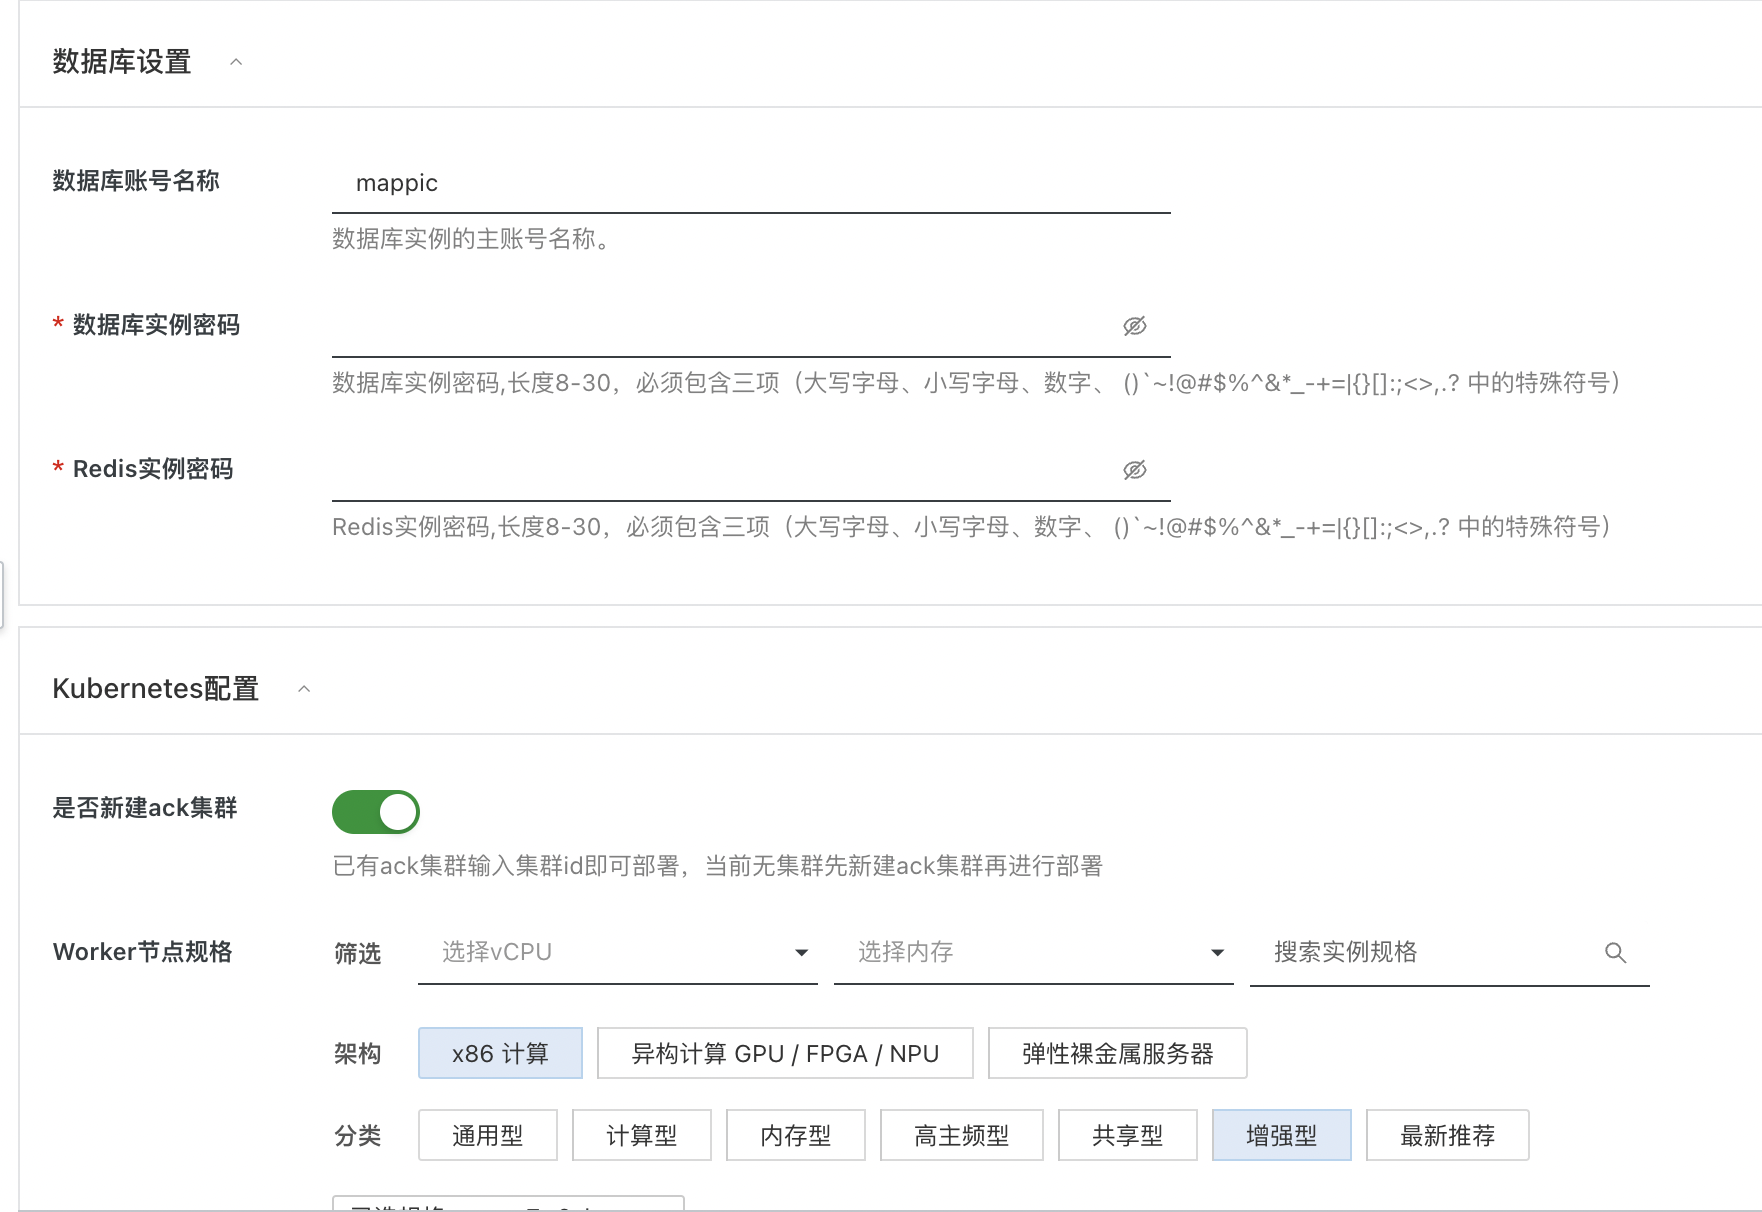 数据库设置
数据库账号名称
mappic
数据库实例的主账号名称。
* 数据库实例密码
数据库实例密码,长度8-30，必须包含三项（大写字母、小写字母、数字、 ()`~!@#$%^&*_-+=|{}[]:;<>,.? 中的特殊符号）
* Redis实例密码
Redis实例密码,长度8-30，必须包含三项（大写字母、小写字母、数字、 ()`~!@#$%^&*_-+=|{}[]:;<>,.? 中的特殊符号）
Kubernetes配置
是否新建ack集群
已有ack集群输入集群id即可部署，当前无集群先新建ack集群再进行部署
Worker节点规格 筛选 选择vCPU 选择内存 搜索实例规格
架构 x86 计算 异构计算 GPU / FPGA / NPU 弹性裸金属服务器
分类 通用型 计算型 内存型 高主频型 共享型 增强型 最新推荐